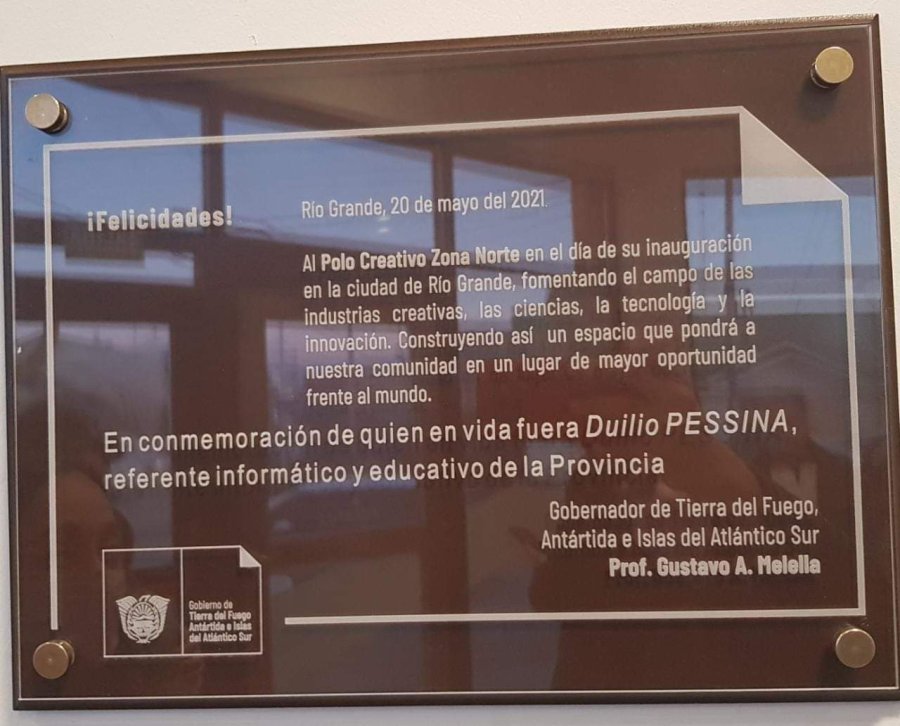 ¡Felicidades!
Río Grande, 20 de mayo del 2021.
Al Polo Creativo Zona Norte en el día de su inauguración
en la ciudad de Río Grande, fomentando el campo de las
industrias creativas, las ciencias, la tecnología y la
innovación. Construyendo así un espacio que pondrá a
nuestra comunidad en un lugar de mayor oportunidad
frente al mundo.
En conmemoración de quien en vida fuera Duilio PESSINA,
referente informático y educativo de la Provincia
Gobernador de Tierra del Fuego,
Antártida e Islas del Atlántico Sur
Prof. Gustavo A. Melella
Gobierno de
Tierra del Fuego
Antártida e Islas
del Atlántico Sur